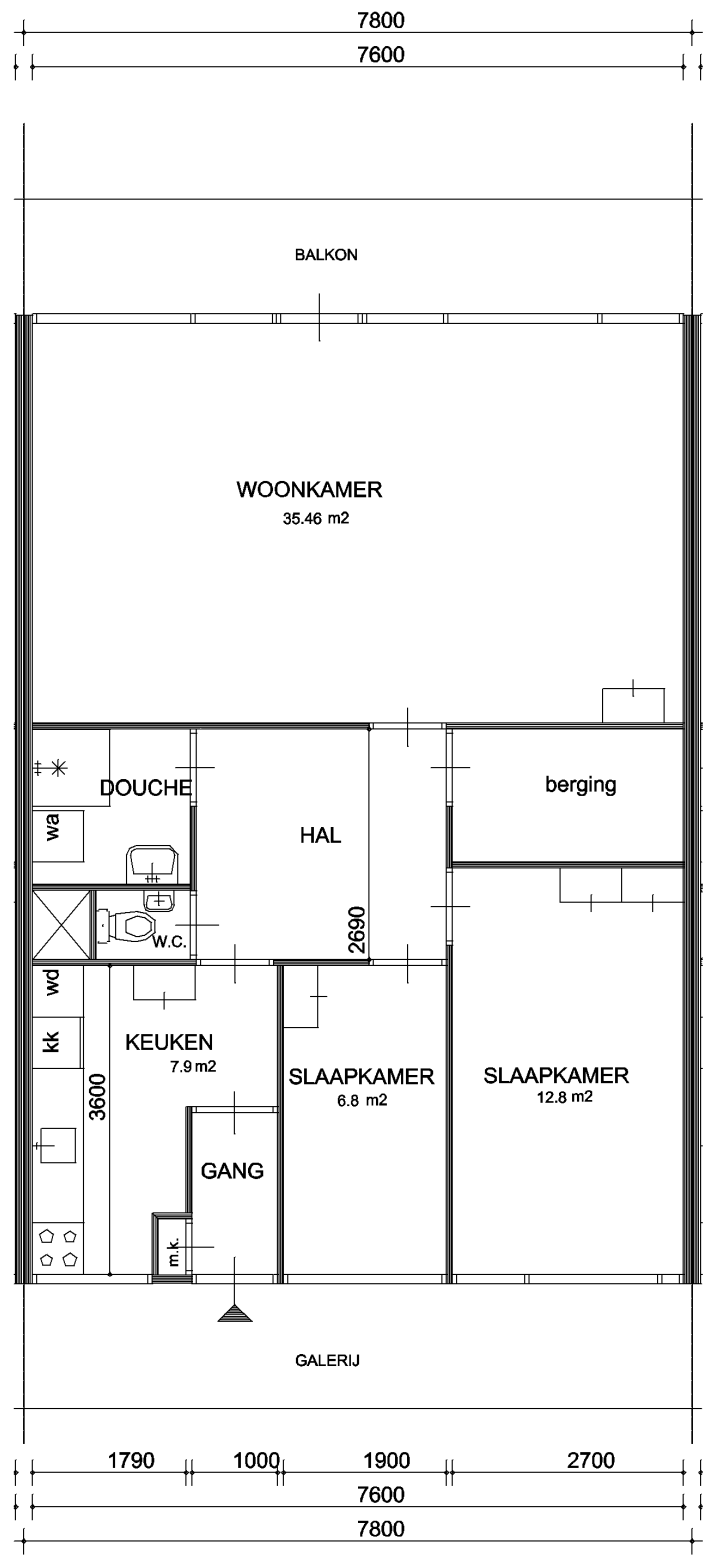 7800
7600
BALKON
WOONKAMER
35.46 m2
DOUCHE
berging
wa
HAL
W.C.
2690
wd
kk
KEUKEN
7.9 m2
3600
SLAAPKAMER
6.8 m2
SLAAPKAMER
12.8 m2
GANG
m.k.
GALERIJ
1790 1000 1900 2700
7600
7800